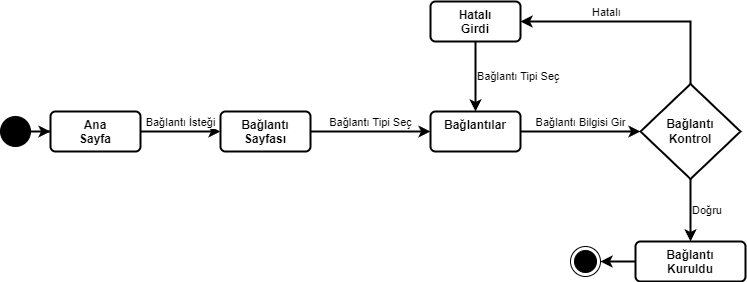 Hatalı
Girdi
Hatalı
Bağlantı Tipi Seç
Ana
Sayfa
Bağlantı İsteği
Bağlantı
Sayfası
Bağlantı Tipi Seç
Bağlantılar
Bağlantı Bilgisi Gir
Bağlantı
Kontrol
Doğru
Bağlantı
Kuruldu